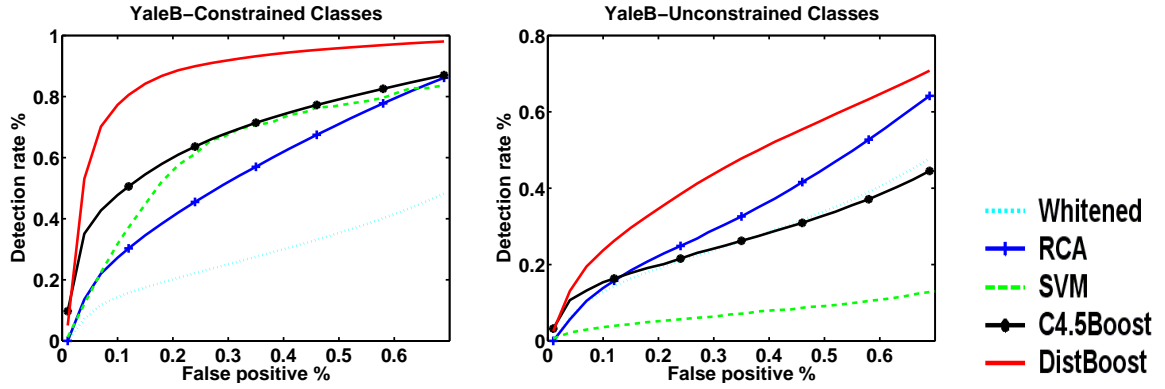 YaleB−Constrained Classes
1
0.8
0.6
0.4
0.2
0
Detection rate %
0 0.1 0.2 0.3 0.4 0.5 0.6
False positive %
YaleB−Unconstrained Classes
0.8
0.6
0.4
0.2
0
Detection rate %
0 0.1 0.2 0.3 0.4 0.5 0.6
False positive %
Whitened
RCA
SVM
C4.5Boost
DistBoost